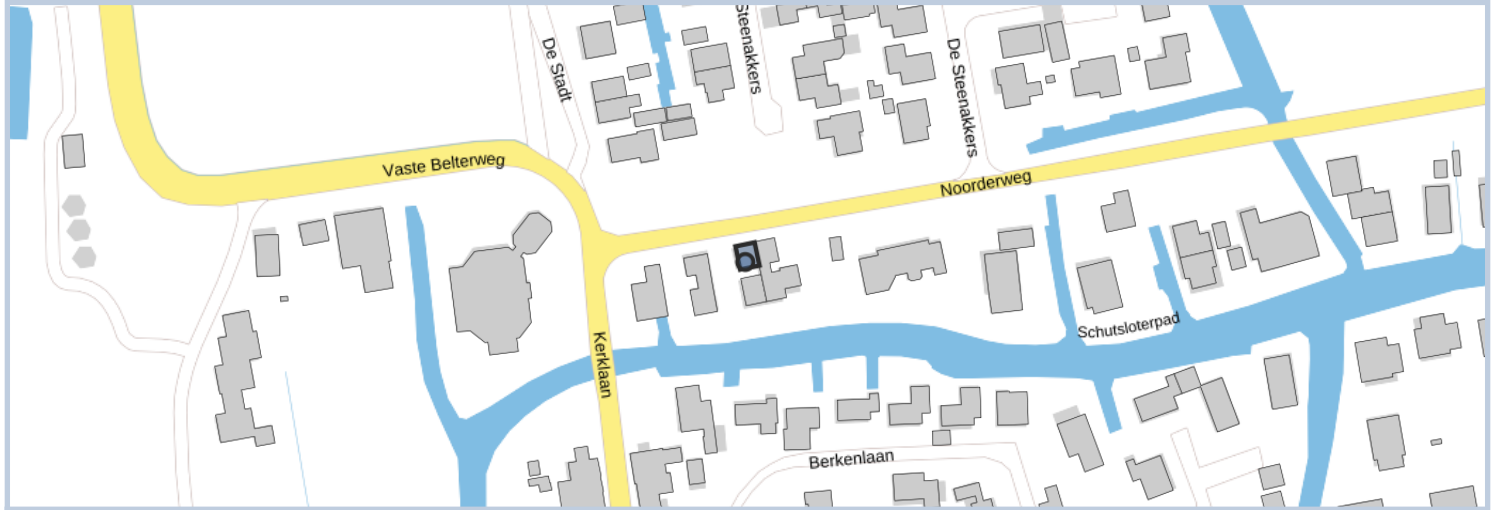 De Stadt
Steenakkers
De Steenakkers
Vaste Belterweg
Noorderweg
Schutsloterpad
Kerklaan
Berkenlaan